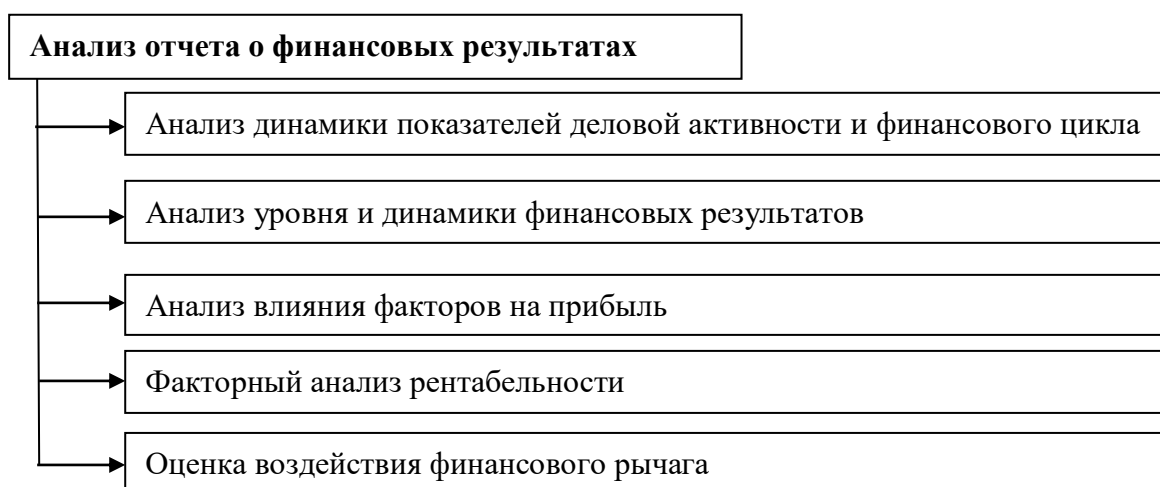 Анализ отчета о финансовых результатах
Анализ динамики показателей деловой активности и финансового цикла
Анализ уровня и динамики финансовых результатов
Анализ влияния факторов на прибыль
Факторный анализ рентабельности
Оценка воздействия финансового рычага